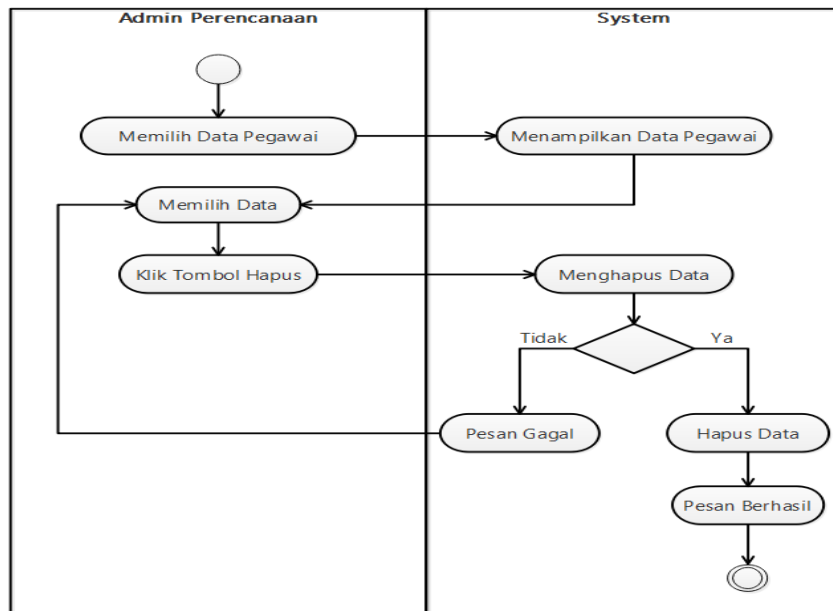 Admin Perencanaan
System
Memilih Data Pegawai
Menampilkan Data Pegawai
Memilih Data
Klik Tombol Hapus
Menghapus Data
Tidak
Ya
Pesan Gagal
Hapus Data
Pesan Berhasil